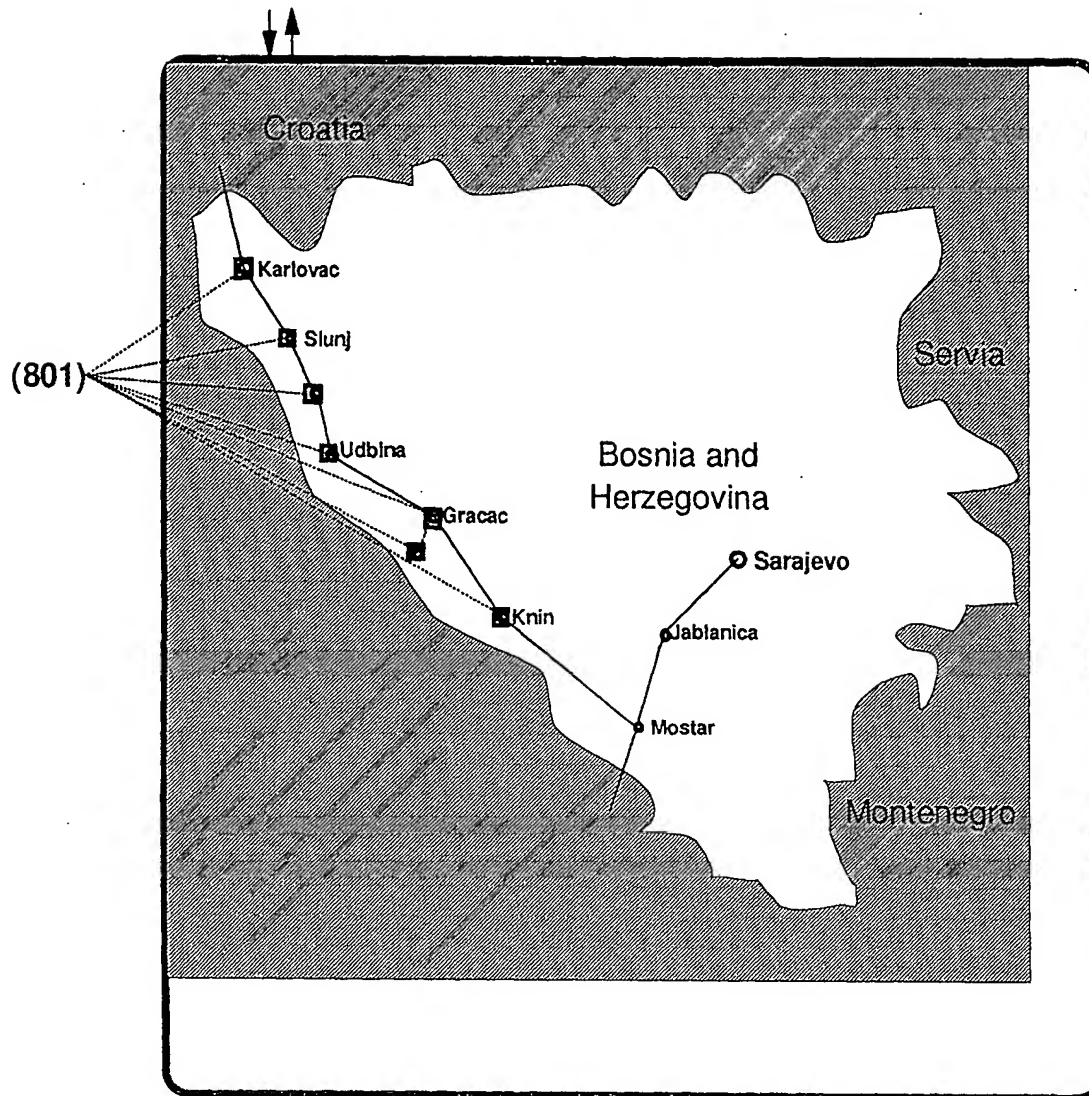 Croatia
Karlovac
Slunj
(801)
Servia
Udbina
Bosnia and
Herzegovina
Gracac
Sarajevo
Knin
Jablanica
Mostar
Montenegro